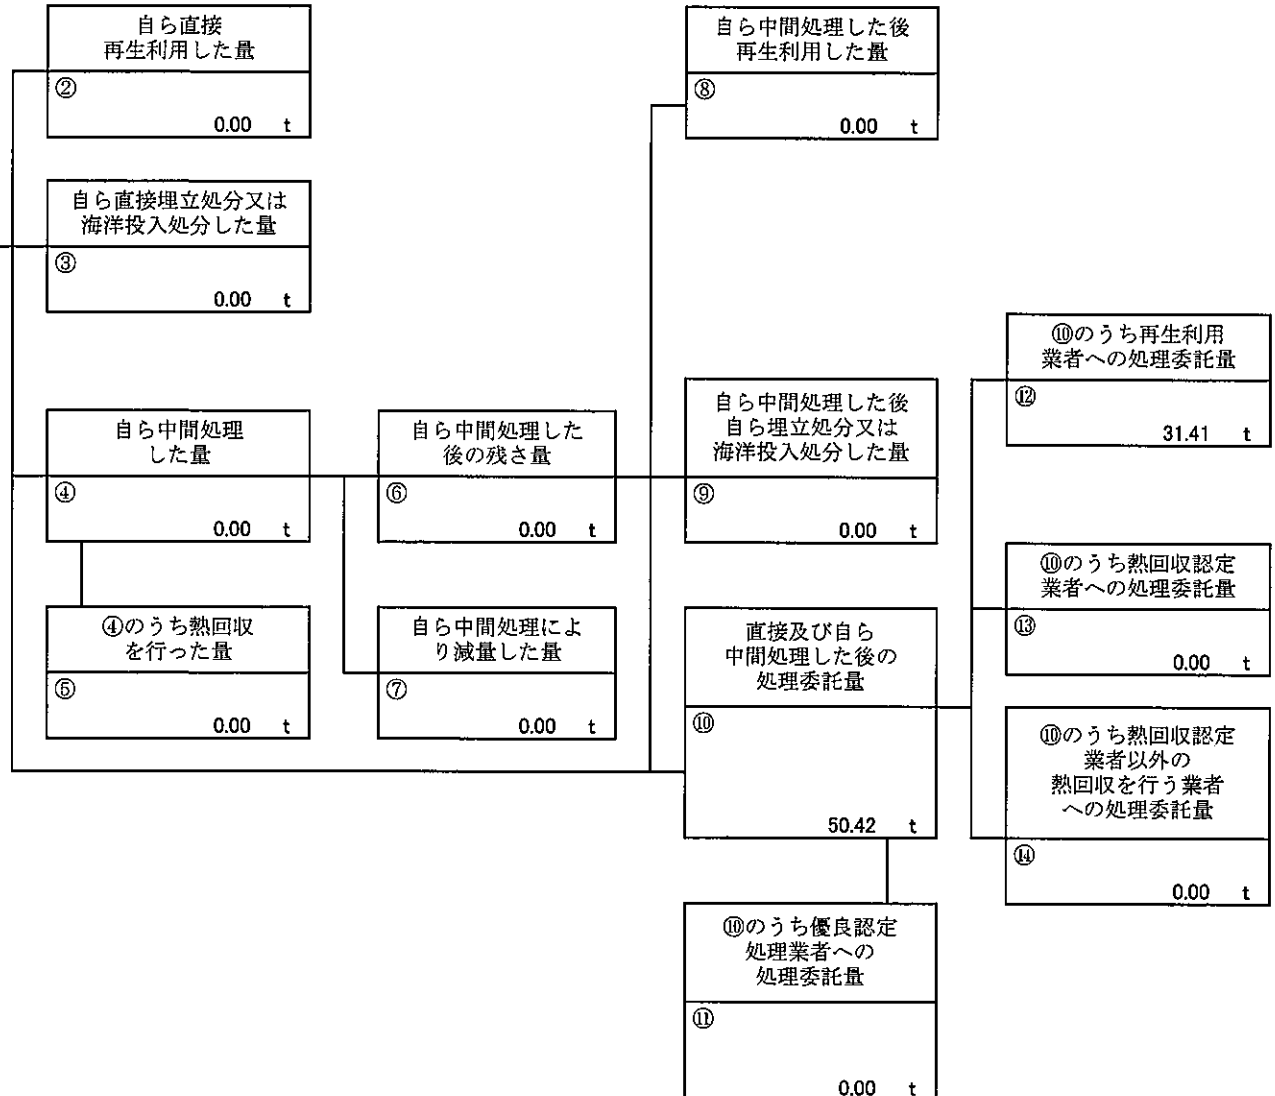 自ら直接
再生利用した量
②
0.00 t
自ら直接埋立処分又は
海洋投入処分した量
③
0.00 t
自ら中間処理
した量
④
0.00 t
④のうち熱回収
を行った量
⑤
0.00 t
自ら中間処理した
後の残さ量
⑥
0.00 t
自ら中間処理によ
り減量した量
⑦
0.00 t
自ら中間処理した後
再生利用した量
⑧
0.00 t
自ら中間処理した後
自ら埋立処分又は
海洋投入処分した量
⑨
0.00 t
直接及び自ら
中間処理した後の
処理委託量
⑩
50.42 t
⑩のうち優良認定
処理業者への
処理委託量
⑪
0.00 t
⑩のうち再生利用
業者への処理委託量
⑫
31.41 t
⑩のうち熱回収認定
業者への処理委託量
⑬
0.00 t
⑩のうち熱回収認定
業者以外の
熱回収を行う業者
への処理委託量
⑭
0.00 t